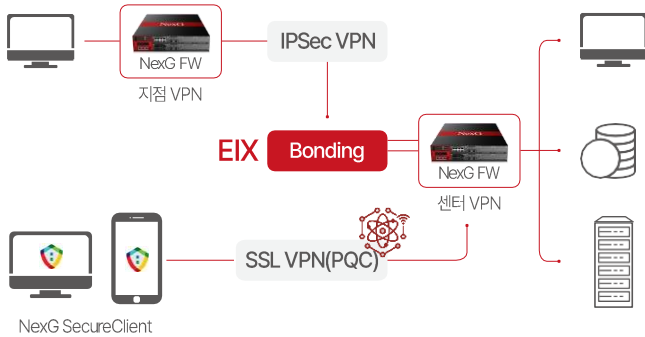 IPSec VPN
NexG FW
지점 VPN
EIX Bonding
NexG
NexG FW
센터 VPN
SSL VPN(PQC)
NexG SecureClient